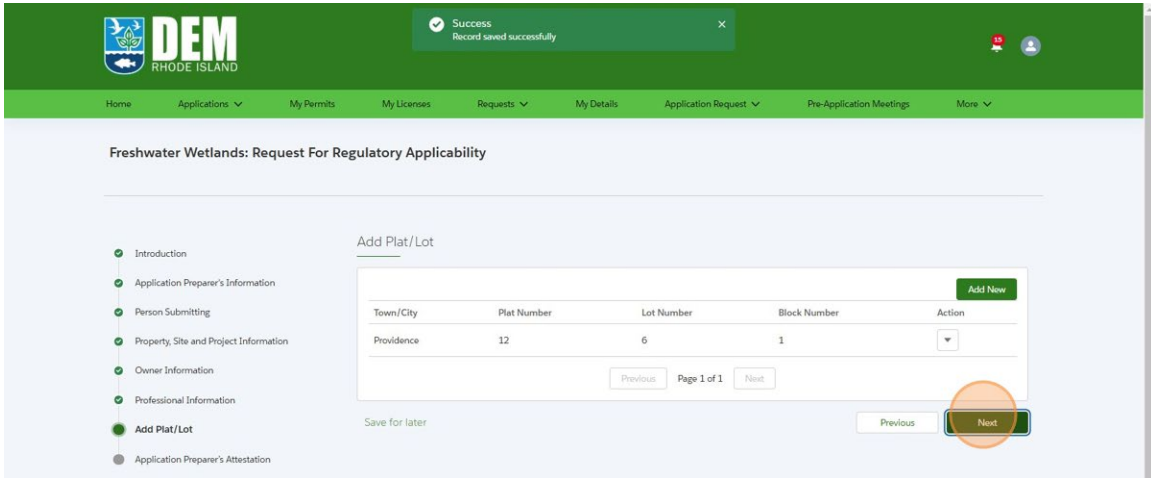 DEM
RHODE ISLAND
Success
Record saved successfully
15
Home Applications My Permits My Licenses Requests My Details Application Request Pre-Application Meetings More
Freshwater Wetlands: Request For Regulatory Applicability
Introduction
Application Preparer's Information
Person Submitting
Property, Site and Project Information
Owner Information
Professional Information
Add Plat/Lot
Application Preparer's Attestation
Add Plat/Lot
Add New
Town/City Plat Number Lot Number Block Number Action
Providence 12 6 1
Previous Page 1 of 1 Next
Save for later Previous Next